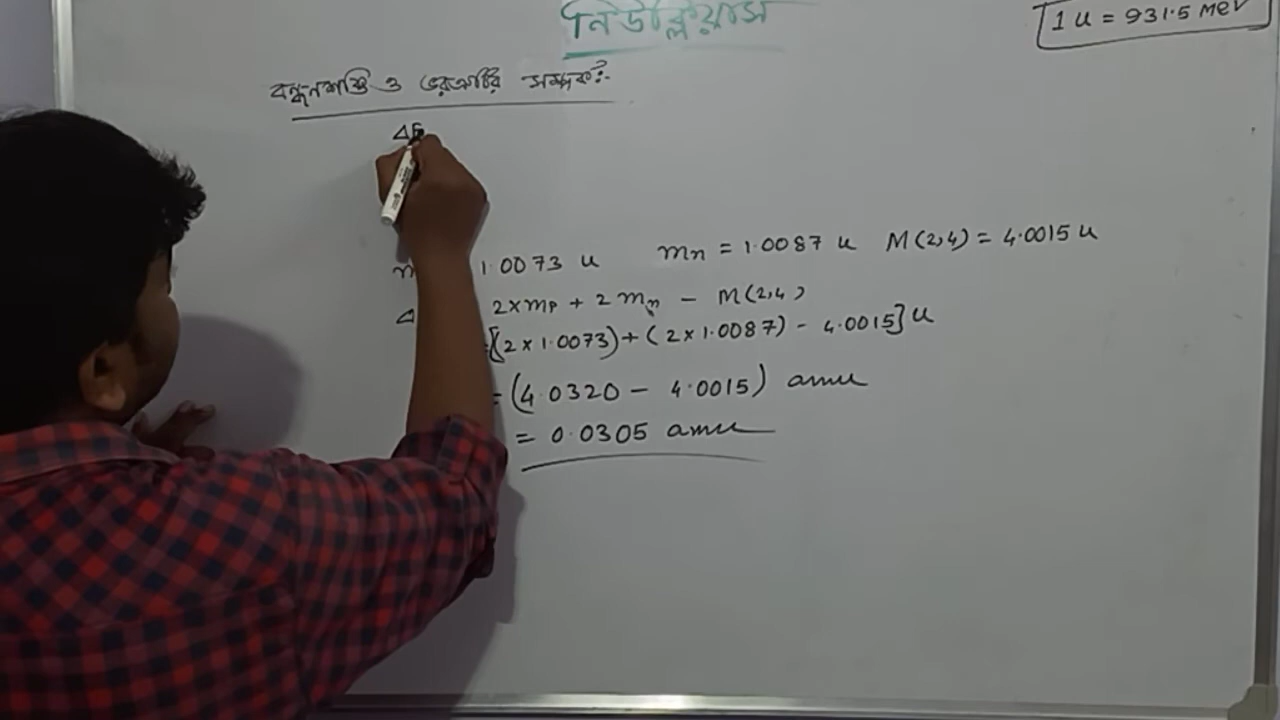 নিউক্লিয়াস
1 u = 931.5 MeV
বন্ধনশক্তি ও ভরত্রুটির সম্পর্ক :-
ΔE
1.0073 u mn = 1.0087 u M(2,4) = 4.0015 u
Δ 2×mp + 2 mn - M(2,4)
=[(2×1.0073)+(2×1.0087) - 4.0015] u
=(4.0320 - 4.0015) amu
= 0.0305 amu